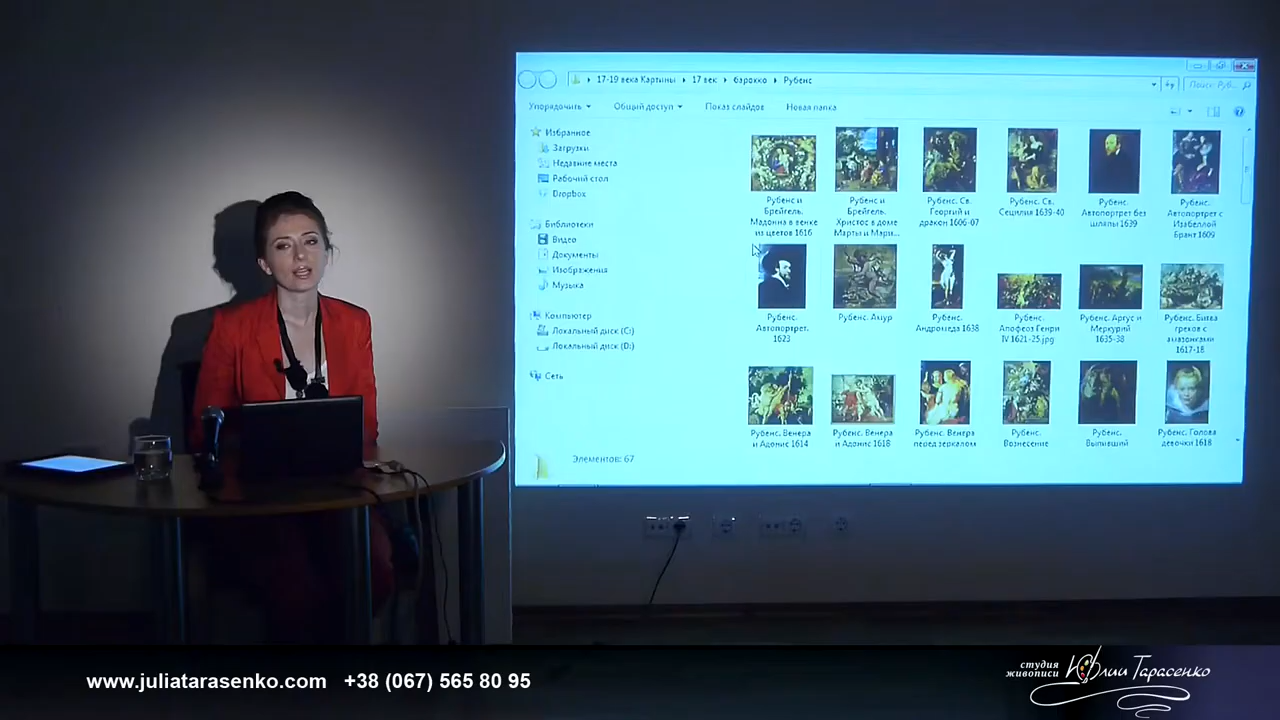 17-19 века Картины ▸ 17 век ▸ барокко ▸ Рубенс
Поиск: Руб...
Упорядочить Общий доступ Показ слайдов Новая папка
Избранное
Загрузки
Недавние места
Рабочий стол
Dropbox
Библиотеки
Видео
Документы
Изображения
Музыка
Компьютер
Локальный диск (C:)
Локальный диск (D:)
Сеть
Рубенс и
Брейгель.
Мадонна в венке
из цветов 1616
Рубенс и
Брейгель.
Христос в доме
Марты и Мари...
Рубенс. Св.
Георгий и
дракон 1606-07
Рубенс. Св.
Сецилия 1639-40
Рубенс.
Автопортрет без
шляпы 1639
Рубенс.
Автопортрет с
Изабеллой
Брант 1609
Рубенс.
Автопортрет.
1623
Рубенс. Амур
Рубенс.
Андромеда 1638
Рубенс.
Апофеоз Генри
IV 1621-25.jpg
Рубенс. Аргус и
Меркурий
1635-38
Рубенс. Битва
греков с
амазонками
1617-18
Рубенс. Венера
и Адонис 1614
Рубенс. Венера
и Адонис 1618
Рубенс. Венера
перед зеркалом
Рубенс.
Вознесение
Рубенс.
Выпивший
Рубенс. Голова
девочки 1618
Элементов: 67
www.juliatarasenko.com +38 (067) 565 80 95
студия
живописи
Юлии Тарасенко